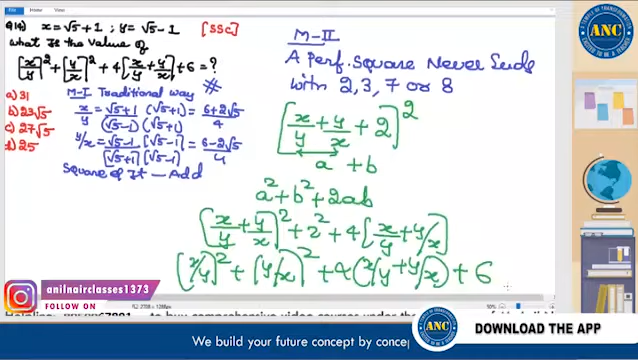 Q14) x = √5+1 ; y = √5-1 [SSC]
What Is the Value of
[x/y]²+[y/x]²+4[x/y+y/x]+6 = ?
a) 31
b) 23√5
c) 27√5
d) 25
M-I Traditional Way #
x/y = √5+1 (√5+1) / (√5-1) (√5+1) = 6+2√5 / 4
y/x = √5-1 (√5-1) / (√5+1) (√5-1) = 6-2√5 / 4
Square of It — Add
M-II
A Perf. Square Never Ends
with 2, 3, 7 or 8
[x/y + y/x + 2]²
a + b
a²+b²+2ab
[x/y + y/x]² + 2² + 4[x/y + y/x]
(x/y)² + (y/x)² + 4(x/y + y/x) + 6
anilnairclasses1373
FOLLOW ON
We build your future concept by concept
ANC
ANC
DOWNLOAD THE APP